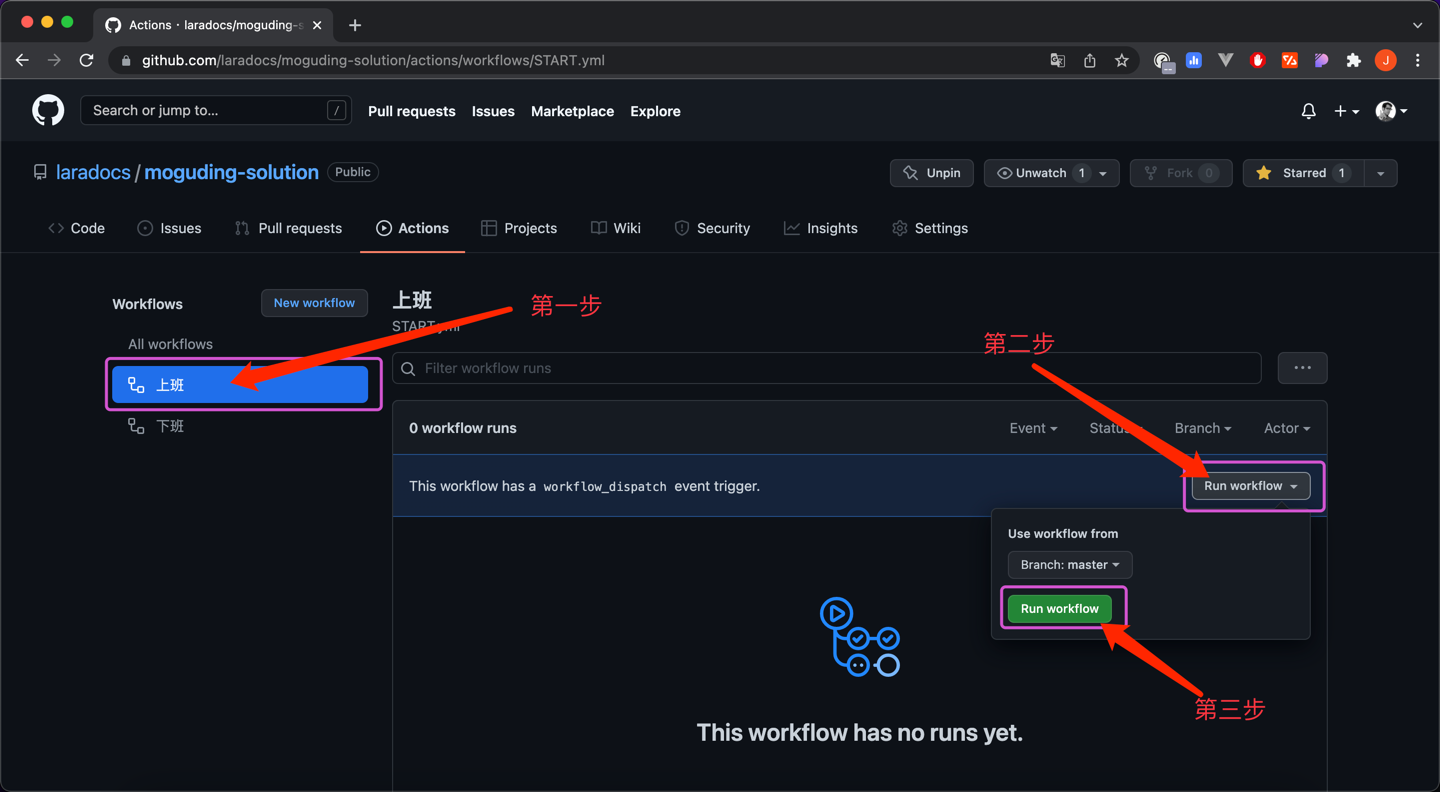 Actions · laradocs/moguding-s
github.com/laradocs/moguding-solution/actions/workflows/START.yml
J
Search or jump to... /
Pull requests Issues Marketplace Explore
laradocs / moguding-solution Public
Unpin Unwatch 1 Fork 0 Starred 1
Code Issues Pull requests Actions Projects Wiki Security Insights Settings
Workflows New workflow
All workflows
上班
下班
上班
START.yml
第一步
第二步
Filter workflow runs
0 workflow runs Event Status Branch Actor
This workflow has a workflow_dispatch event trigger. Run workflow
Use workflow from
Branch: master
Run workflow
第三步
This workflow has no runs yet.